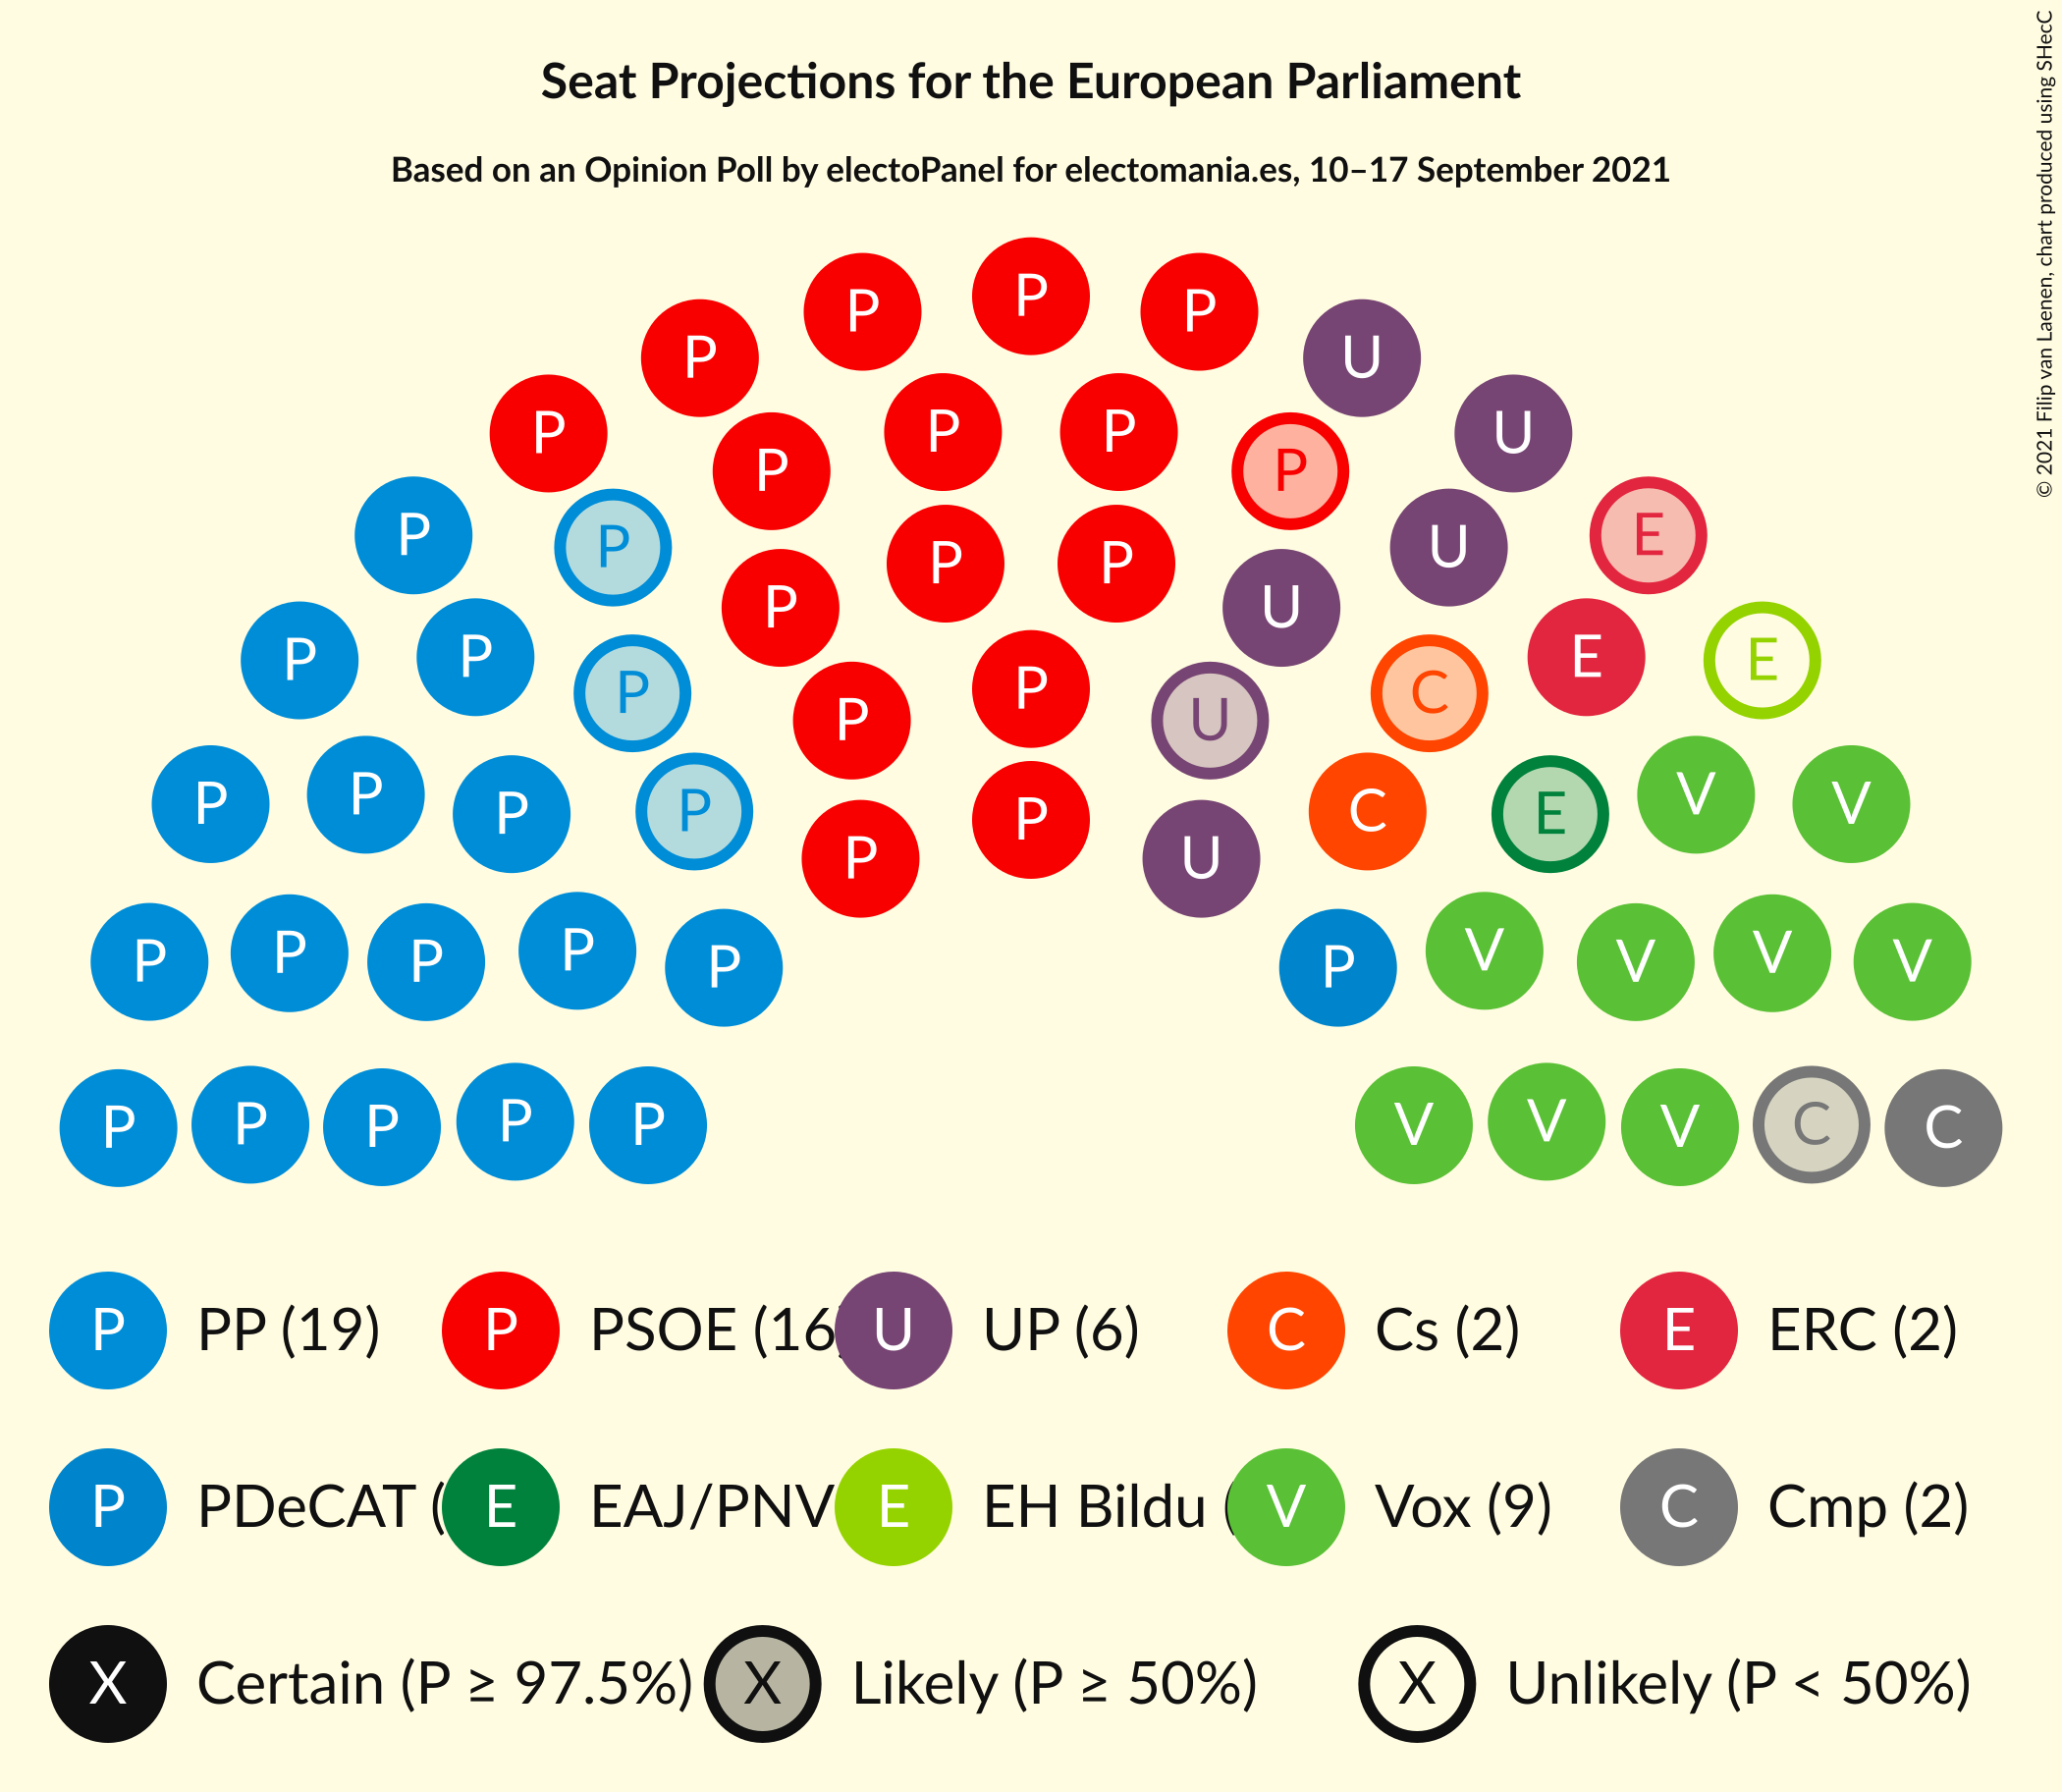 Seat Projections for the European Parliament
Based on an Opinion Poll by electoPanel for electomania.es, 10–17 September 2021
© 2021 Filip van Laenen, chart produced using SHecC
P
P P
P P U U
P P P
P P U E
P P U
P P
P P U E
P P E
P P C
P U
P
P P C E V V
P P
P U
P P P P P P V V V V
P P P P P V V V C C
P PP (19) P PSOE (16 U UP (6) C Cs (2) E ERC (2)
P PDeCAT ( E EAJ/PNV E EH Bildu ( V Vox (9) C Cmp (2)
X Certain (P ≥ 97.5%) X Likely (P ≥ 50%) X Unlikely (P < 50%)